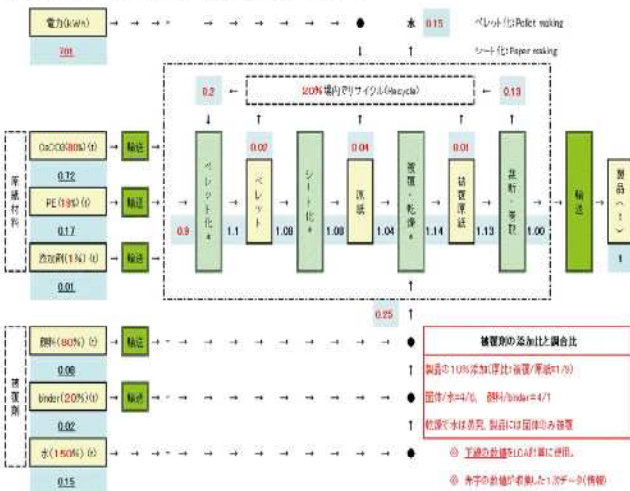 電力(kWh)
701
水 0.15
ペレット化:Pellet making
シート化:Paper making
20%場内でリサイクル(Recycle)
0.2
0.13
0.02
0.04
0.01
原紙材料
CaCO3(80%)(t)
輸送
0.72
PE(19%)(t)
輸送
0.17
添加剤(1%)(t)
輸送
0.01
0.9
ペレット化*
1.1
ペレット
1.08
シート化*
1.08
原紙
1.04
被覆・乾燥*
1.14
被覆原紙
1.13
裁断・巻取
1.00
輸送
製品(t)
1
0.25
被覆剤
顔料(80%)(t)
輸送
0.08
binder(20%)(t)
輸送
0.02
水(150%)(t)
0.15
被覆剤の添加比と調合比
製品の10%添加(厚比:被覆/原紙=1/9)
固体/水=4/6, 顔料/binder=4/1
乾燥で水は蒸発、製品には固体のみ被覆
◎ 下線の数値をLCA計算に使用。
◎ 赤字の数値が収集した1次データ(情報)